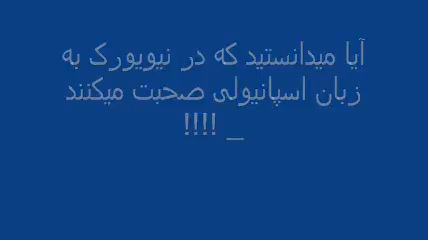 آیا میدانستید که در نیویورک به
زبان اسپانیولی صحبت میکنند
!!!! _